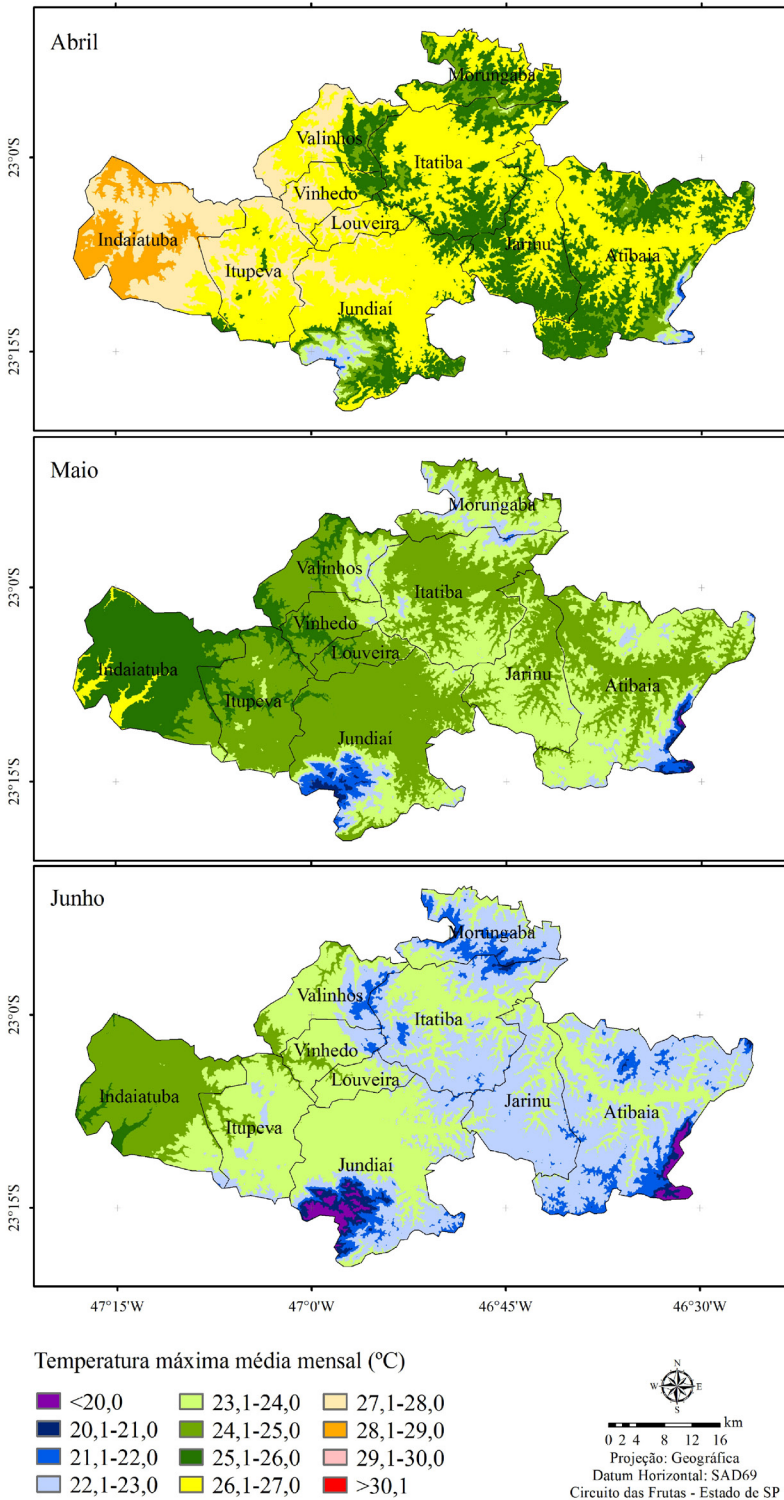 Abril
Morungaba
Valinhos
Itatiba
Vinhedo
Louveira
Indaiatuba
Jarinu
Atibaia
Itupeva
Jundiaí
23°0'S
23°15'S
Maio
Morungaba
Valinhos
Itatiba
Vinhedo
Louveira
Indaiatuba
Jarinu
Atibaia
Itupeva
Jundiaí
23°0'S
23°15'S
Junho
Morungaba
Valinhos
Itatiba
Vinhedo
Louveira
Indaiatuba
Jarinu
Atibaia
Itupeva
Jundiaí
23°0'S
23°15'S
47°15'W 47°0'W 46°45'W 46°30'W
Temperatura máxima média mensal (ºC)
<20,0 23,1-24,0 27,1-28,0
20,1-21,0 24,1-25,0 28,1-29,0
21,1-22,0 25,1-26,0 29,1-30,0
22,1-23,0 26,1-27,0 >30,1
N
W E
S
km
0 2 4 8 12 16
Projeção: Geográfica
Datum Horizontal: SAD69
Circuito das Frutas - Estado de SP